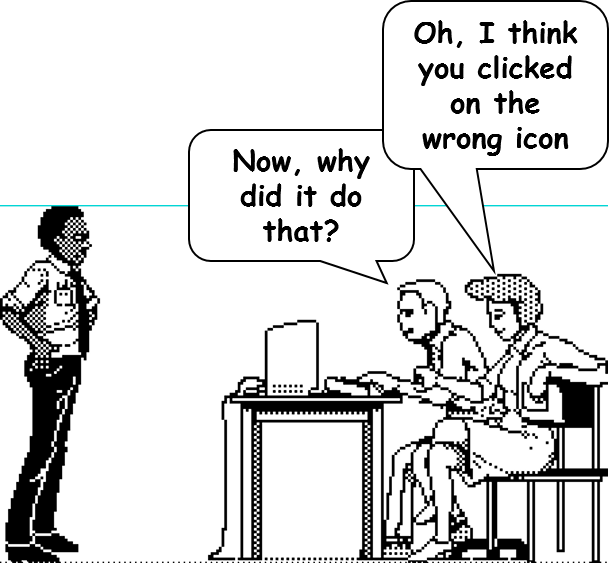 Now, why
did it do
that?
Oh, I think
you clicked
on the
wrong icon